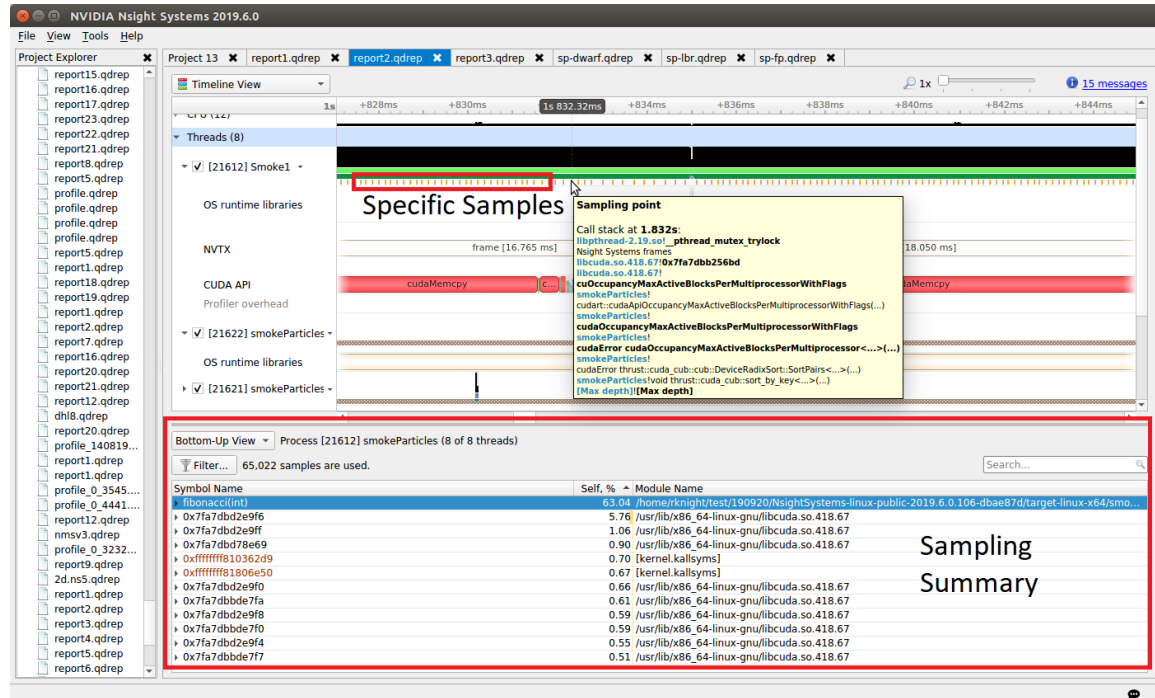 NVIDIA Nsight Systems 2019.6.0
File View Tools Help
Project Explorer
Project 13 report1.qdrep report2.qdrep report3.qdrep sp-dwarf.qdrep sp-lbr.qdrep sp-fp.qdrep
report15.qdrep
report16.qdrep
report17.qdrep
report23.qdrep
report22.qdrep
report21.qdrep
report8.qdrep
report5.qdrep
profile.qdrep
profile.qdrep
profile.qdrep
profile.qdrep
report5.qdrep
report1.qdrep
report18.qdrep
report19.qdrep
report1.qdrep
report2.qdrep
report7.qdrep
report16.qdrep
report20.qdrep
report21.qdrep
report12.qdrep
dhl8.qdrep
report20.qdrep
profile_140819...
report1.qdrep
report1.qdrep
profile_0_3545....
profile_0_4441....
report12.qdrep
nmsv3.qdrep
profile_0_3232...
report9.qdrep
2d.ns5.qdrep
report1.qdrep
report2.qdrep
report3.qdrep
report4.qdrep
report5.qdrep
report6.qdrep
Timeline View
1x
15 messages
1s +828ms +830ms 1s 832.32ms +834ms +836ms +838ms +840ms +842ms +844ms
CPU (12)
Threads (8)
[21612] Smoke1
OS runtime libraries
Specific Samples
NVTX
frame [16.765 ms]
18.050 ms]
CUDA API
cudaMemcpy
c...
daMemcpy
Profiler overhead
[21622] smokeParticles
OS runtime libraries
[21621] smokeParticles
Sampling point
Call stack at 1.832s:
libpthread-2.19.so!__pthread_mutex_trylock
Nsight Systems frames
libcuda.so.418.67!0x7fa7dbb256bd
libcuda.so.418.67!
cuOccupancyMaxActiveBlocksPerMultiprocessorWithFlags
smokeParticles!
cudart::cudaApiOccupancyMaxActiveBlocksPerMultiprocessorWithFlags(...)
smokeParticles!
cudaOccupancyMaxActiveBlocksPerMultiprocessorWithFlags
smokeParticles!
cudaError cudaOccupancyMaxActiveBlocksPerMultiprocessor<...>(...)
smokeParticles!
cudaError thrust::cuda_cub::cub::DeviceRadixSort::SortPairs<...>(...)
smokeParticles!void thrust::cuda_cub::sort_by_key<...>(...)
[Max depth]![Max depth]
Bottom-Up View Process [21612] smokeParticles (8 of 8 threads)
Filter... 65,022 samples are used.
Search...
Symbol Name Self, % Module Name
fibonacci(int) 63.04 /home/rknight/test/190920/NsightSystems-linux-public-2019.6.0.106-dbae87d/target-linux-x64/smo...
0x7fa7dbd2e9f6 5.76 /usr/lib/x86_64-linux-gnu/libcuda.so.418.67
0x7fa7dbd2e9ff 1.06 /usr/lib/x86_64-linux-gnu/libcuda.so.418.67
0x7fa7dbd78e69 0.90 /usr/lib/x86_64-linux-gnu/libcuda.so.418.67
0xffffffff810362d9 0.70 [kernel.kallsyms]
0xffffffff81806e50 0.67 [kernel.kallsyms]
0x7fa7dbd2e9f0 0.66 /usr/lib/x86_64-linux-gnu/libcuda.so.418.67
0x7fa7dbbde7fa 0.61 /usr/lib/x86_64-linux-gnu/libcuda.so.418.67
0x7fa7dbd2e9f8 0.59 /usr/lib/x86_64-linux-gnu/libcuda.so.418.67
0x7fa7dbbde7f0 0.59 /usr/lib/x86_64-linux-gnu/libcuda.so.418.67
0x7fa7dbd2e9f4 0.55 /usr/lib/x86_64-linux-gnu/libcuda.so.418.67
0x7fa7dbbde7f7 0.51 /usr/lib/x86_64-linux-gnu/libcuda.so.418.67
Sampling
Summary